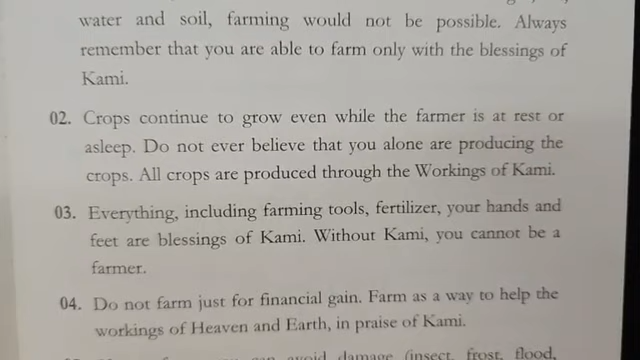 water and soil, farming would not be possible. Always
remember that you are able to farm only with the blessings of
Kami.
02. Crops continue to grow even while the farmer is at rest or
asleep. Do not ever believe that you alone are producing the
crops. All crops are produced through the Workings of Kami.
03. Everything, including farming tools, fertilizer, your hands and
feet are blessings of Kami. Without Kami, you cannot be a
farmer.
04. Do not farm just for financial gain. Farm as a way to help the
workings of Heaven and Earth, in praise of Kami.
can avoid damage (insect, frost, flood,